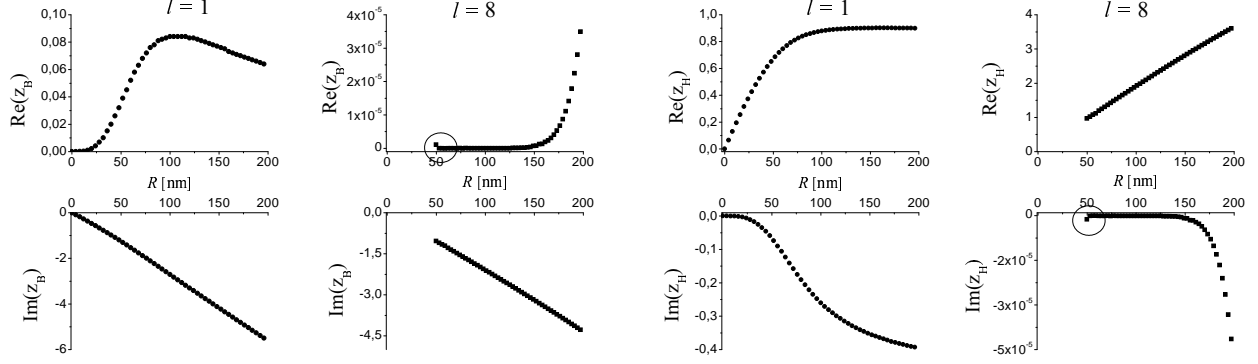 l = 1
0,10
0,08
0,06
0,04
0,02
0,00
Re(z_B)
0 50 100 150 200
R [nm]
0
-2
-4
-6
Im(z_B)
0 50 100 150 200
l = 8
4x10⁻⁵
3x10⁻⁵
2x10⁻⁵
1x10⁻⁵
0
Re(z_B)
0 50 100 150 200
R [nm]
0 50 100 150 200
0,0
-1,5
-3,0
-4,5
Im(z_B)
l = 1
1,0
0,8
0,6
0,4
0,2
0,0
Re(z_H)
0 50 100 150 200
R [nm]
0 50 100 150 200
0,0
-0,1
-0,2
-0,3
-0,4
Im(z_H)
l = 8
4
3
2
1
0
Re(z_H)
0 50 100 150 200
R [nm]
0 50 100 150 200
0
-2x10⁻⁵
-3x10⁻⁵
-5x10⁻⁵
Im(z_H)